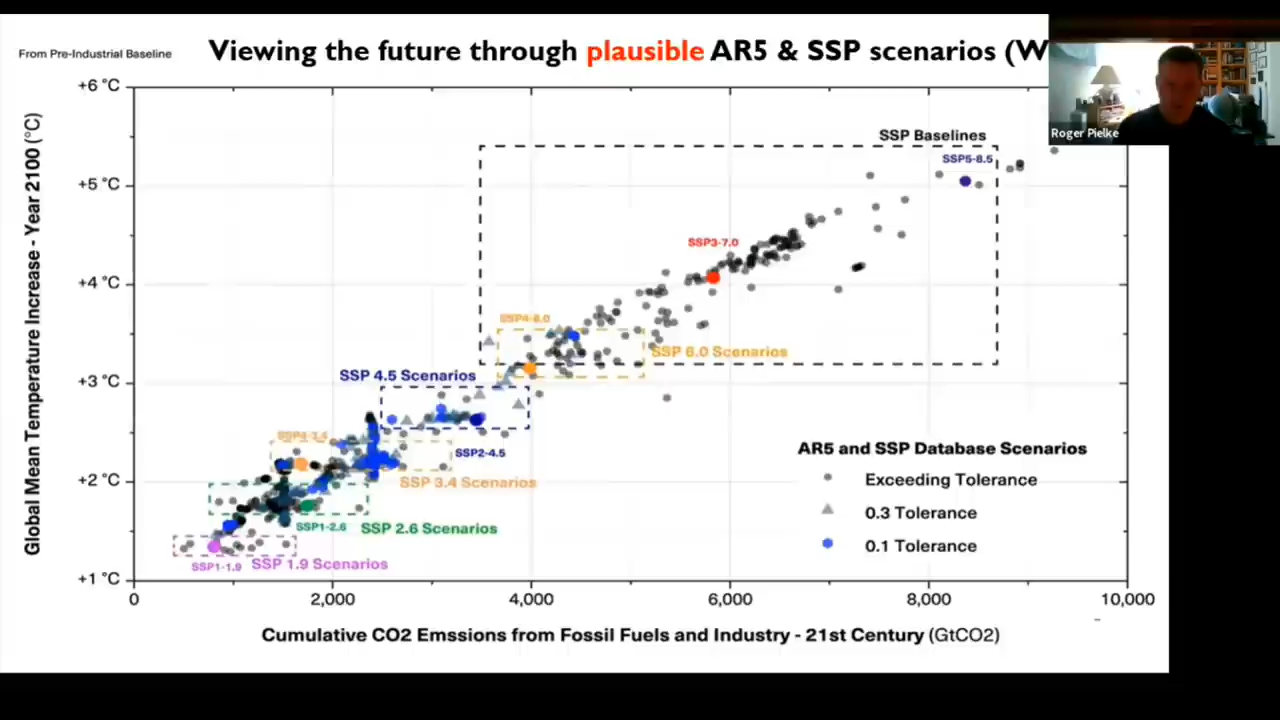 Viewing the future through plausible AR5 & SSP scenarios (W
From Pre-Industrial Baseline
Roger Pielke
Global Mean Temperature Increase - Year 2100 (°C)
+6 °C
+5 °C
+4 °C
+3 °C
+2 °C
+1 °C
SSP Baselines
SSP5-8.5
SSP3-7.0
SSP4-6.0
SSP 6.0 Scenarios
SSP 4.5 Scenarios
SSP2-4.5
SSP4-3.4
SSP 3.4 Scenarios
SSP1-2.6
SSP 2.6 Scenarios
SSP1-1.9
SSP 1.9 Scenarios
AR5 and SSP Database Scenarios
Exceeding Tolerance
0.3 Tolerance
0.1 Tolerance
0
2,000
4,000
6,000
8,000
10,000
Cumulative CO2 Emssions from Fossil Fuels and Industry - 21st Century (GtCO2)